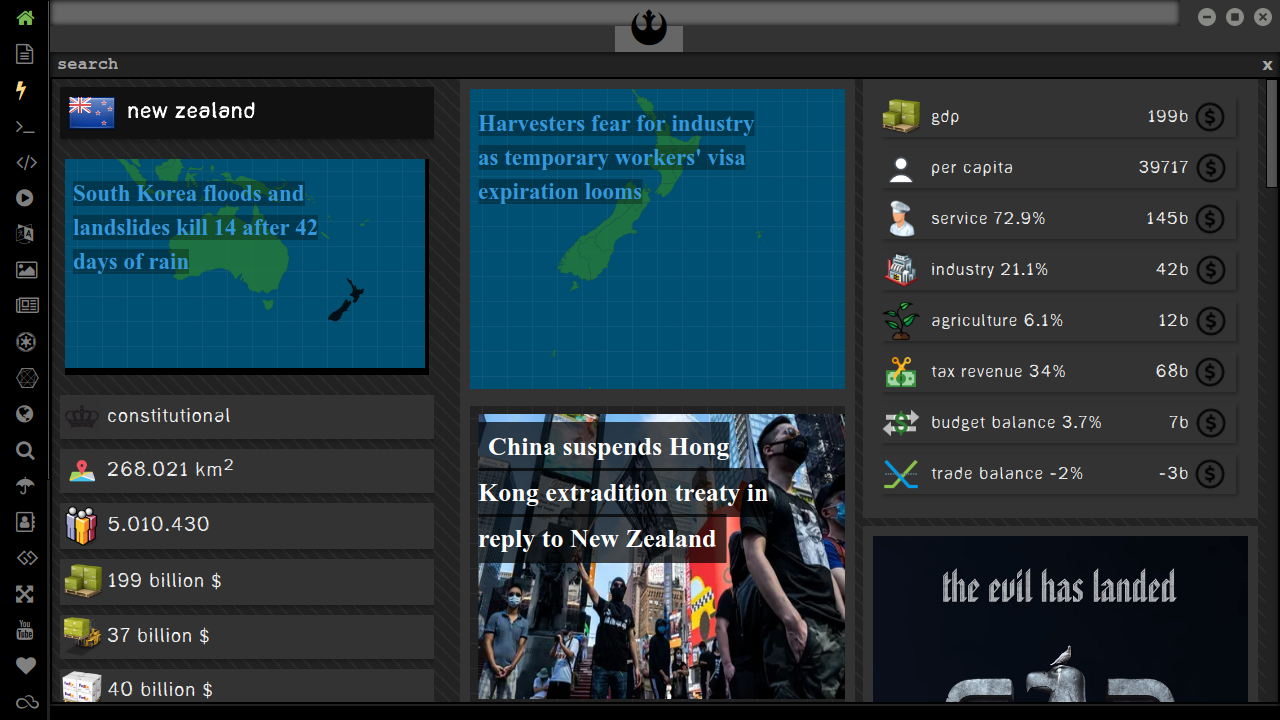 search
x
new zealand
South Korea floods and
landslides kill 14 after 42
days of rain
constitutional
268.021 km²
5.010.430
199 billion $
37 billion $
40 billion $
Harvesters fear for industry
as temporary workers' visa
expiration looms
China suspends Hong
Kong extradition treaty in
reply to New Zealand
gdp 199b
per capita 39717
service 72.9% 145b
industry 21.1% 42b
agriculture 6.1% 12b
tax revenue 34% 68b
budget balance 3.7% 7b
trade balance -2% -3b
the evil has landed
You
Tube